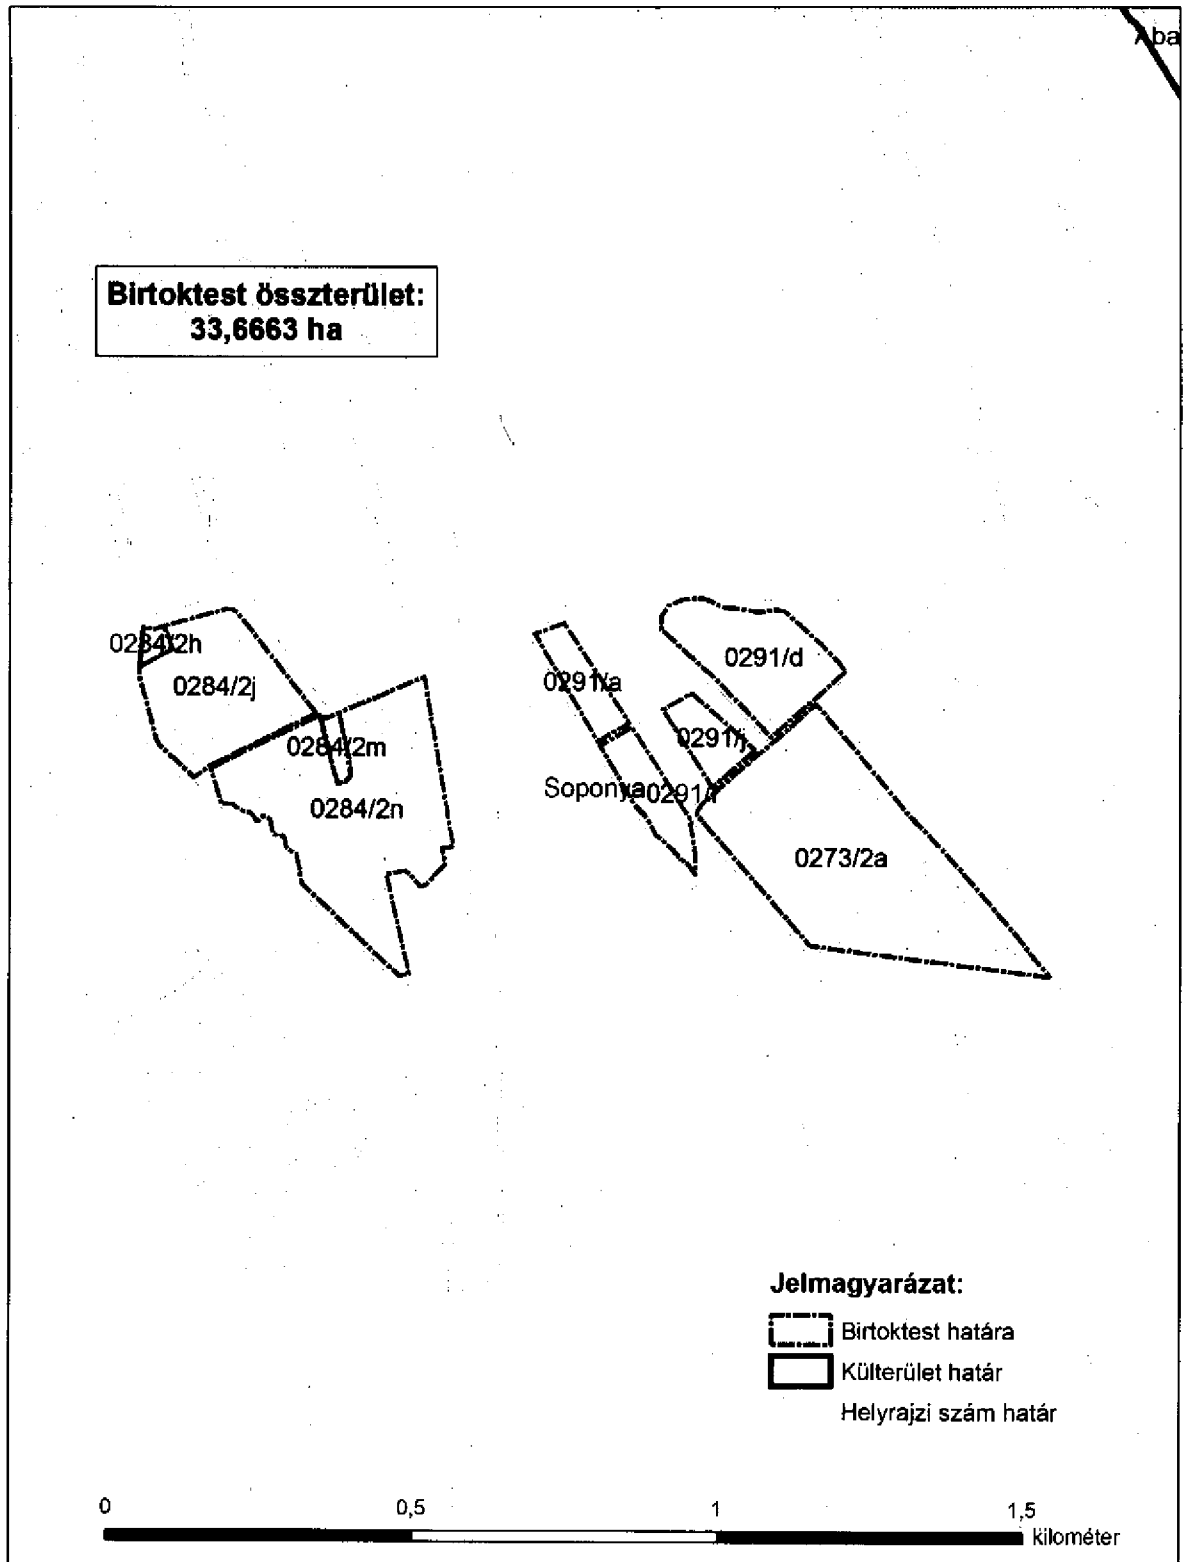 Aba
Birtoktest összterület:
33,6663 ha
0284/2h
0284/2j
0284/2m
0284/2n
0291/a
0291/d
0291/j
Soponya
0273/2a
Jelmagyarázat:
Birtoktest határa
Külterület határ
Helyrajzi szám határ
0 0,5 1 1,5
kilométer